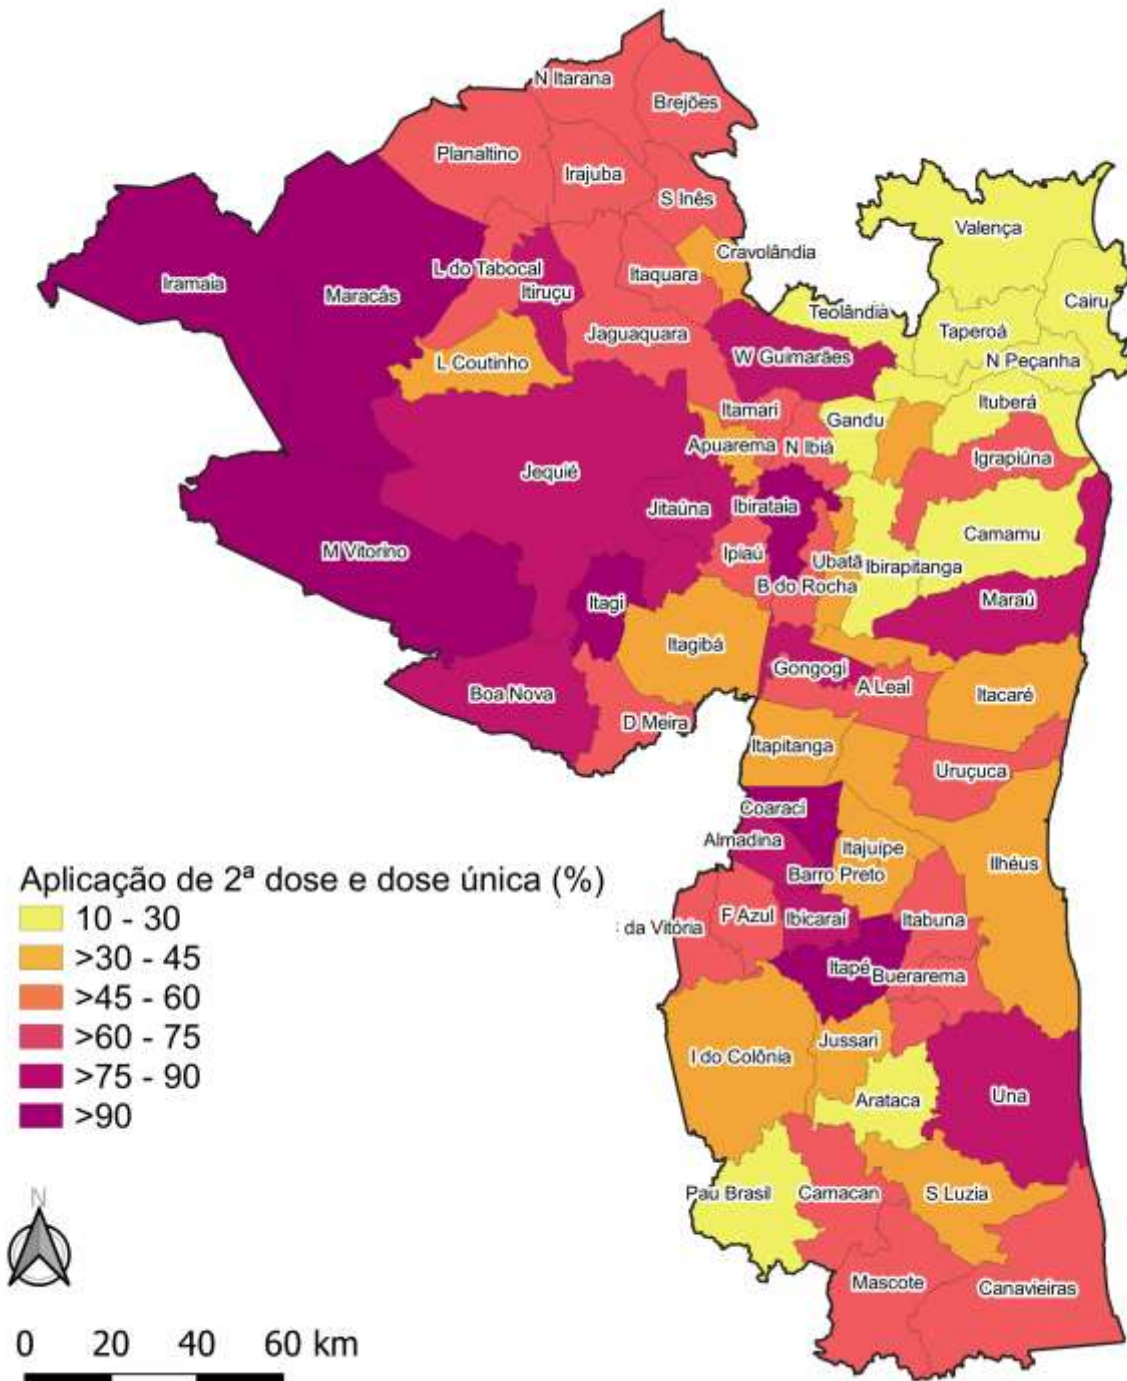 N Itarana
Brejões
Planaltino
Irajuba
S Inês
Valença
Cravolândia
Iramaia
Maracás
L do Tabocal
Itaquara
Itiruçu
Cairu
Teolândia
Taperoá
Jaguaquara
W Guimarães
N Peçanha
L Coutinho
Ituberá
Itamari
Gandu
Apuarema
N Ibiá
Igrapiúna
Jequié
Jitaúna
Ibirataia
Camamu
M Vitorino
Ipiaú
Ubatã
Ibirapitanga
B do Rocha
Itagi
Maraú
Itagibá
Gongogi
A Leal
Boa Nova
Itacaré
D Meira
Itapitanga
Uruçuca
Coaraci
Almadina
Itajuípe
Ilhéus
Barro Preto
F Azul
Ibicaraí
Itabuna
da Vitória
Itapé
Buerarema
Jussari
I do Colônia
Arataca
Una
Pau Brasil
Camacan
S Luzia
Mascote
Canavieiras
Aplicação de 2ª dose e dose única (%)
10 - 30
>30 - 45
>45 - 60
>60 - 75
>75 - 90
>90
N
0 20 40 60 km